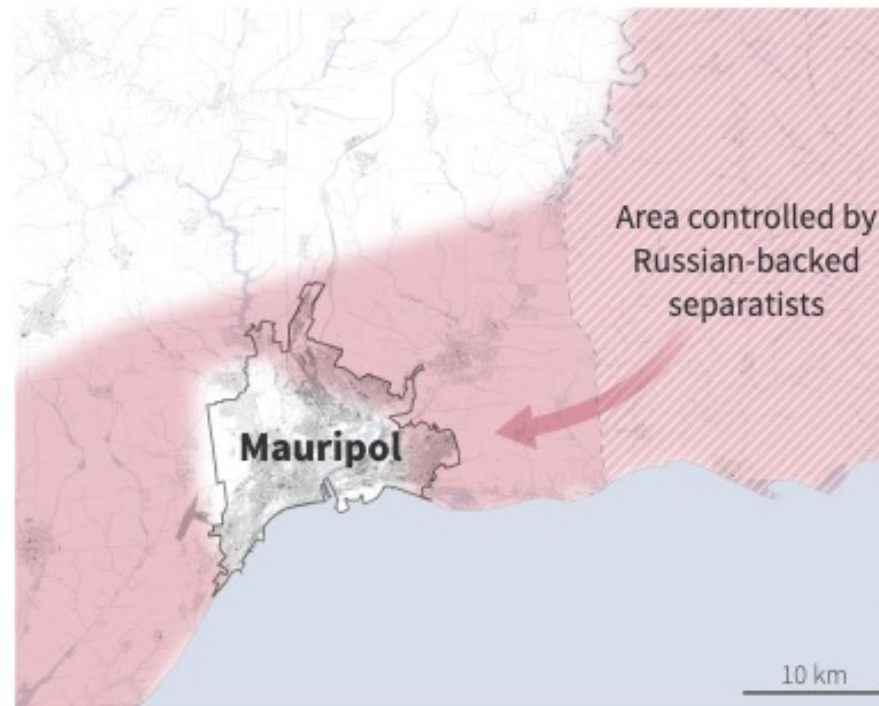 Area controlled by
Russian-backed
separatists
Mauripol
10 km